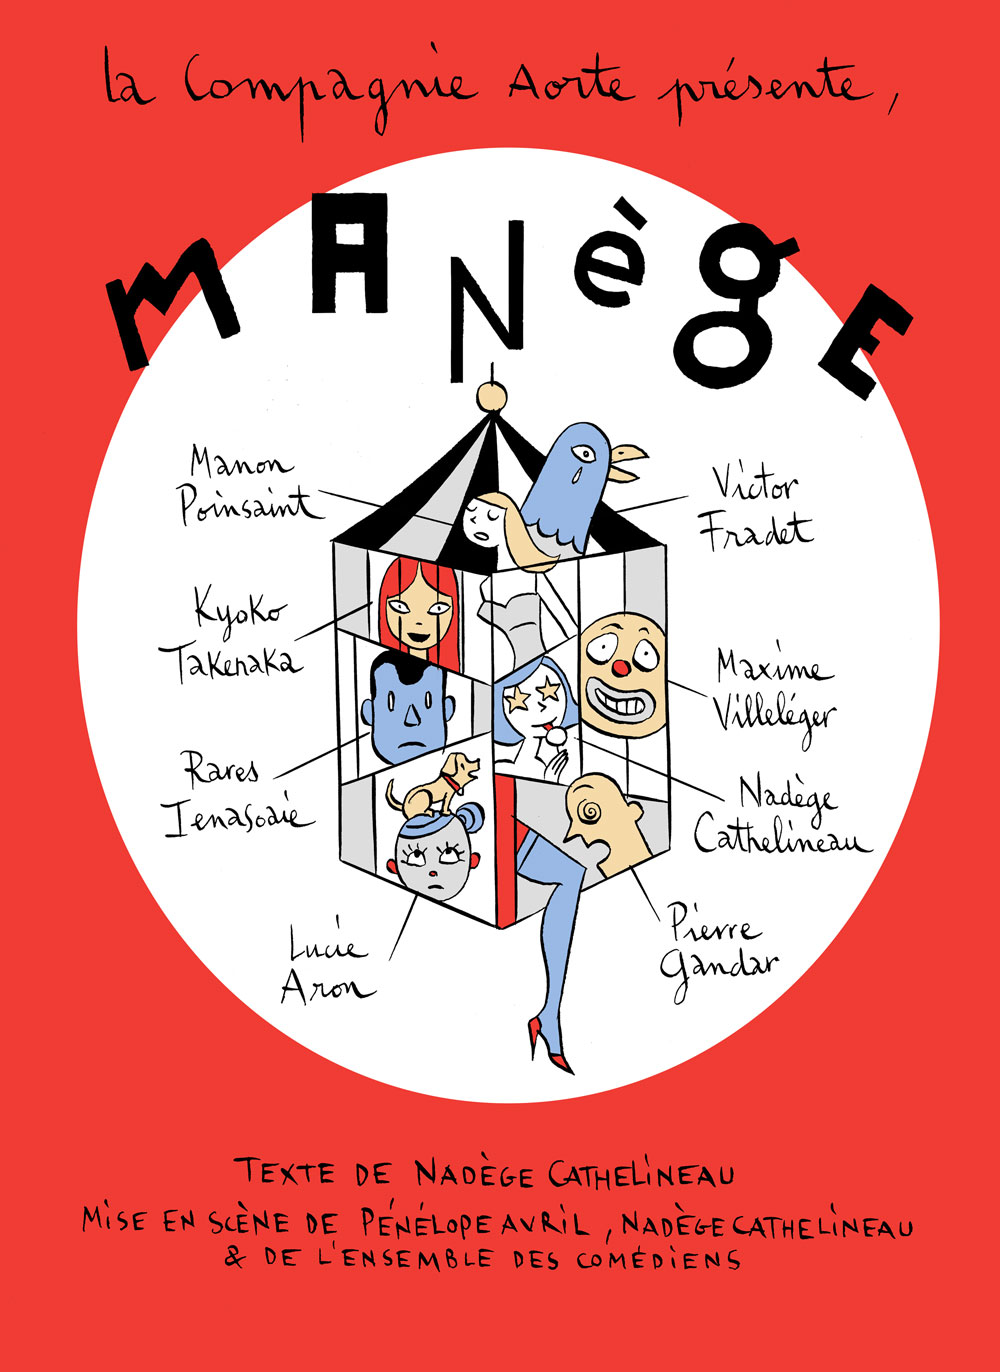 la Compagnie Aorte présente,
MANèGE
Manon
Poinsaint
Victor
Fradet
Kyoko
Takenaka
Maxime
Villeléger
Rares
Ienasoaie
Nadège
Cathelineau
Lucie
Aron
Pierre
Gandar
TEXTE DE NADÈGE CATHELINEAU
MISE EN SCÈNE DE PÉNÉLOPE AVRIL, NADÈGE CATHELINEAU
& DE L'ENSEMBLE DES COMÉDIENS